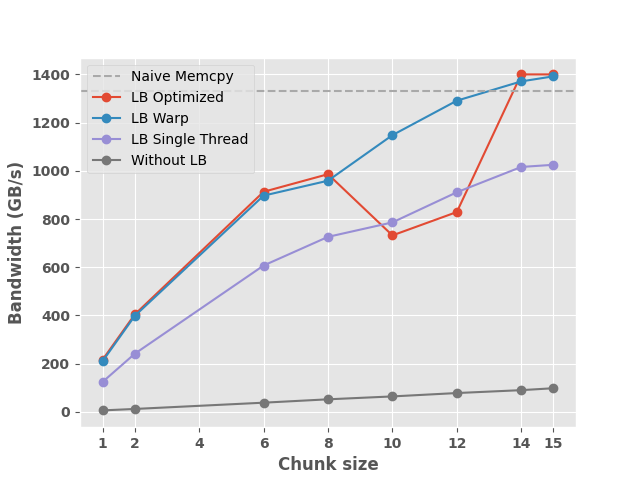 Naive Memcpy
LB Optimized
LB Warp
LB Single Thread
Without LB
Bandwidth (GB/s)
1400
1200
1000
800
600
400
200
0
1 2 4 6 8 10 12 14 15
Chunk size